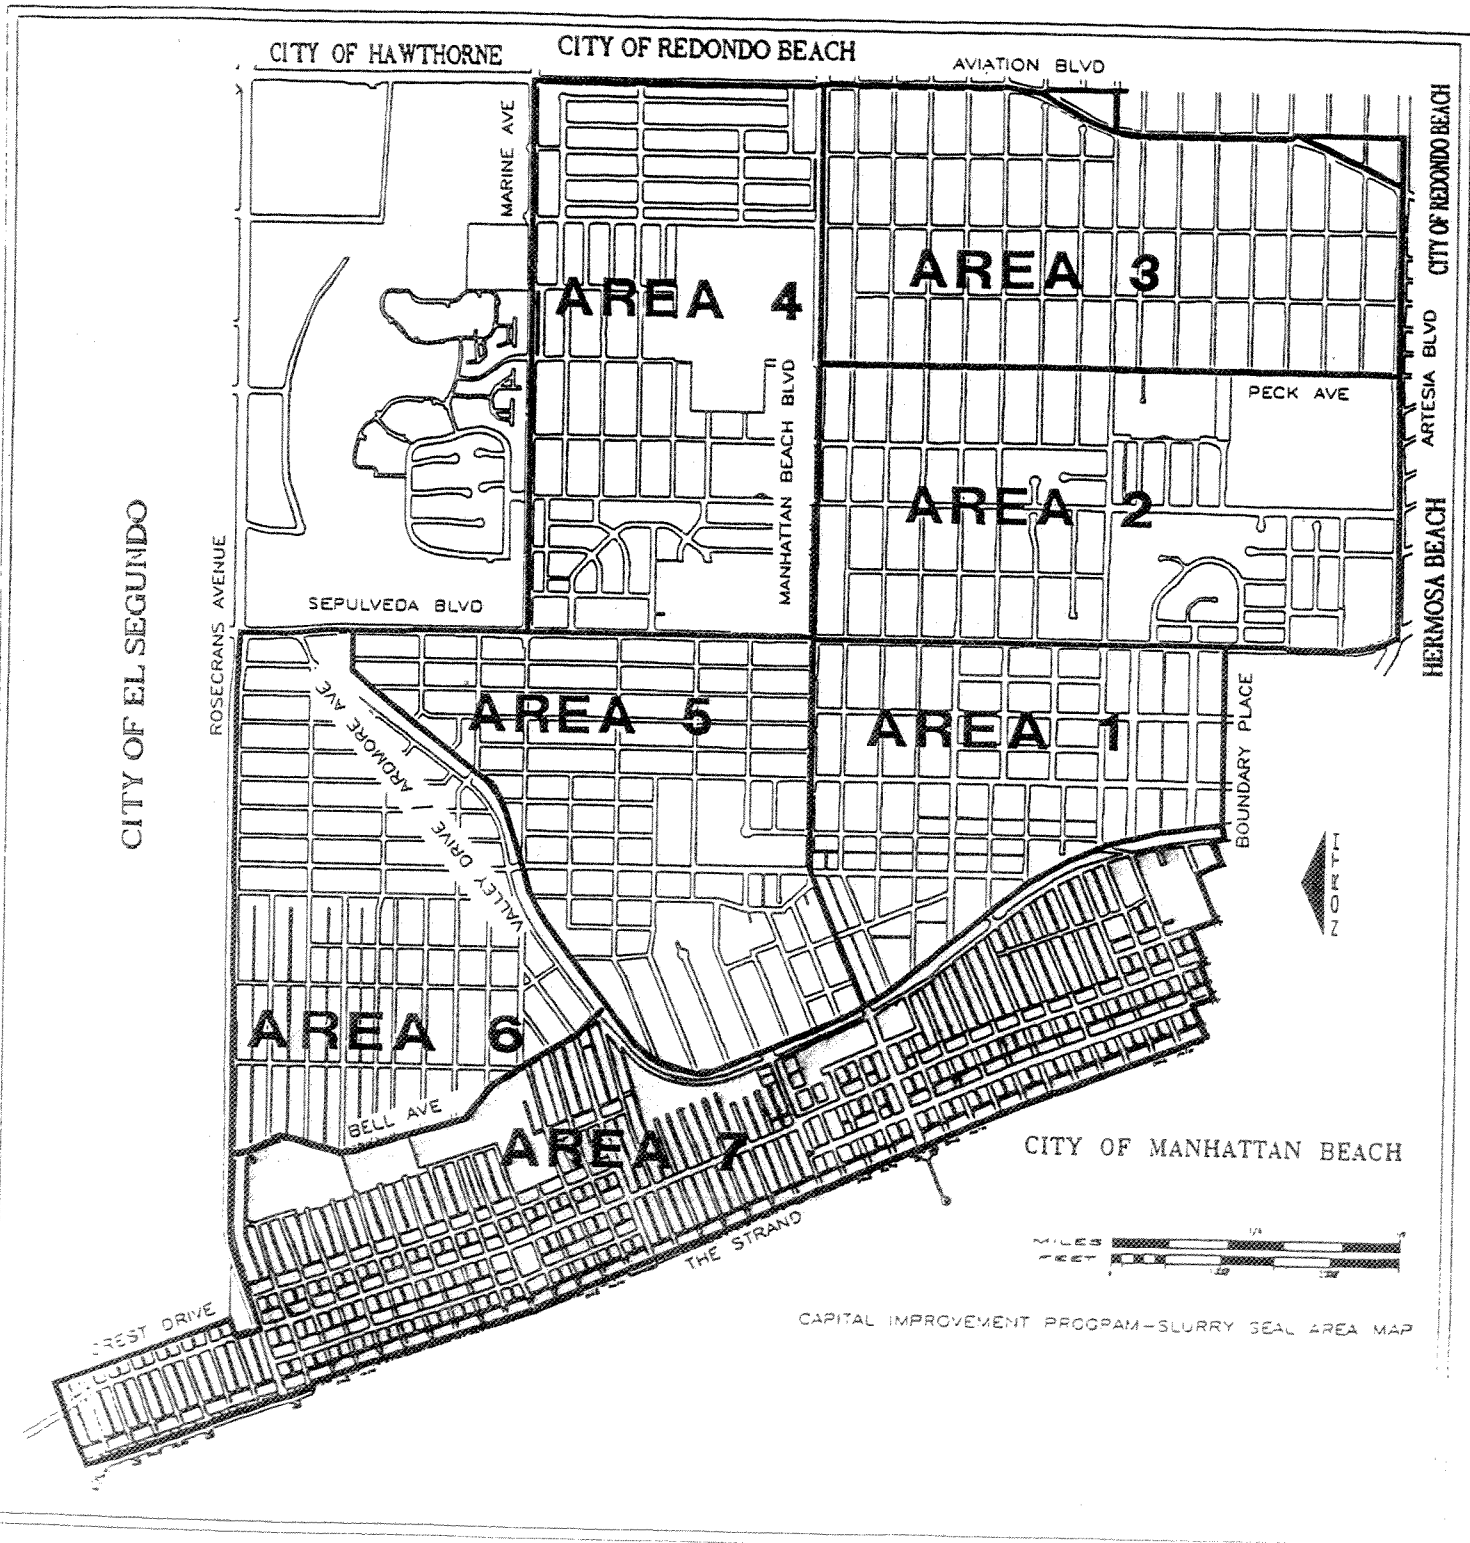 CITY OF HAWTHORNE
CITY OF REDONDO BEACH
AVIATION BLVD
MARINE AVE
CITY OF REDONDO BEACH
AREA 4
AREA 3
ARTESIA BLVD
PECK AVE
MANHATTAN BEACH BLVD
AREA 2
CITY OF EL SEGUNDO
ROSECRANS AVENUE
SEPULVEDA BLVD
HERMOSA BEACH
AREA 5
AREA 1
BOUNDARY PLACE
VALLEY DRIVE / ARDMORE AVE
NORTH
AREA 6
BELL AVE
AREA 7
CITY OF MANHATTAN BEACH
THE STRAND
MILES
FEET
CREST DRIVE
CAPITAL IMPROVEMENT PROGRAM-SLURRY SEAL AREA MAP